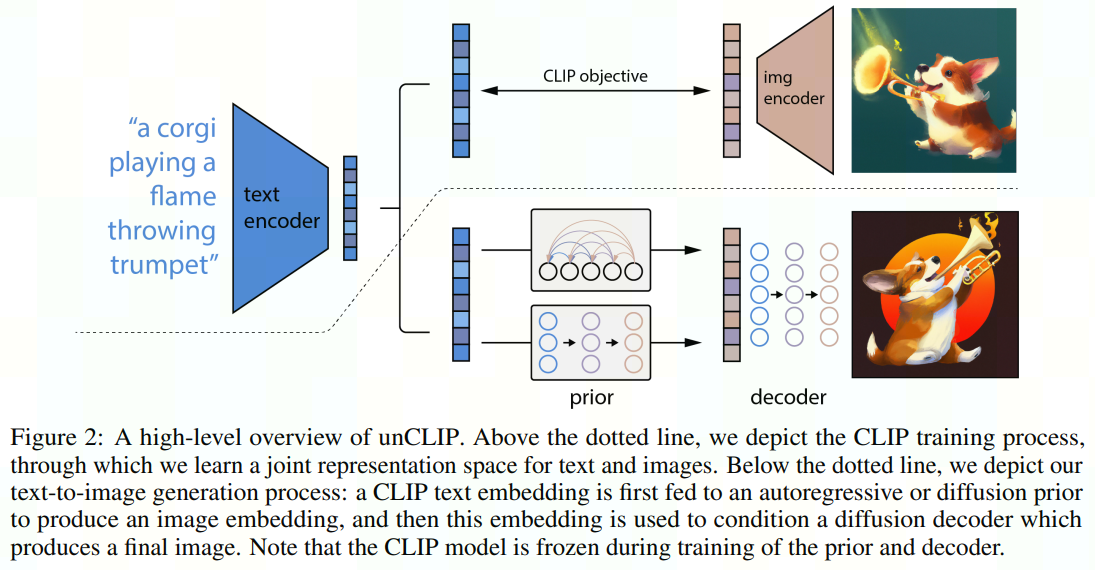 "a corgi
playing a
flame
throwing
trumpet"
text
encoder
CLIP objective
img
encoder
prior
decoder
Figure 2: A high-level overview of unCLIP. Above the dotted line, we depict the CLIP training process,
through which we learn a joint representation space for text and images. Below the dotted line, we depict our
text-to-image generation process: a CLIP text embedding is first fed to an autoregressive or diffusion prior
to produce an image embedding, and then this embedding is used to condition a diffusion decoder which
produces a final image. Note that the CLIP model is frozen during training of the prior and decoder.